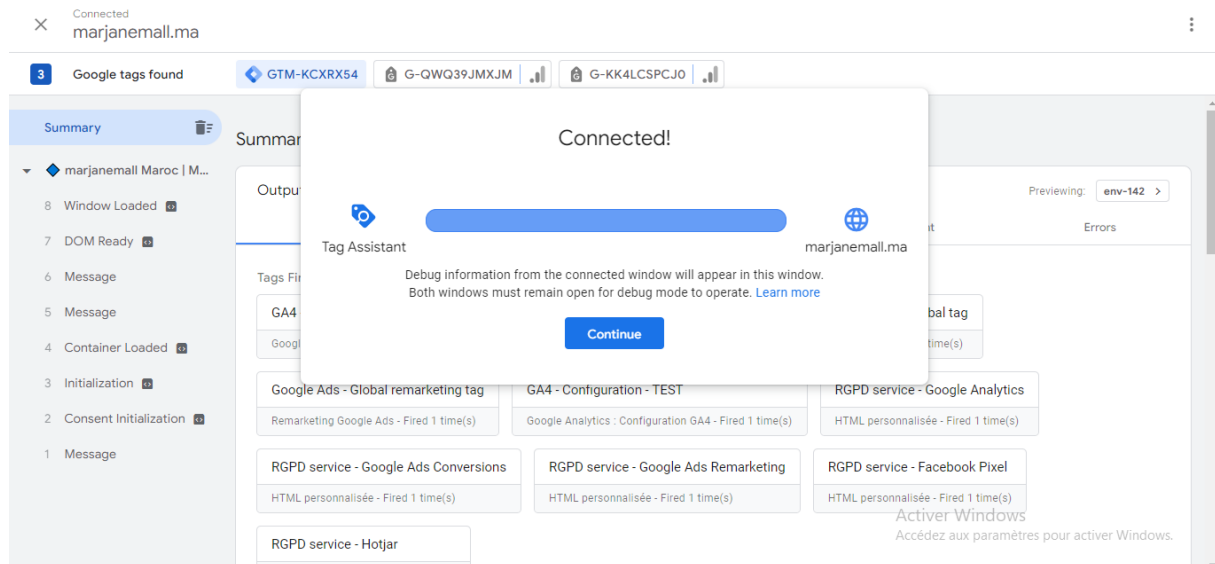 Connected
marjanemall.ma
3 Google tags found GTM-KCXRX54 G-QWQ39JMXJM G-KK4LCSPCJ0
Summary
marjanemall Maroc | M...
8 Window Loaded
7 DOM Ready
6 Message
5 Message
4 Container Loaded
3 Initialization
2 Consent Initialization
1 Message
Summar
Outpu
Previewing: env-142
Errors
Tags Fir
GA4
Googl
bal tag
time(s)
Connected!
Tag Assistant
marjanemall.ma
Debug information from the connected window will appear in this window.
Both windows must remain open for debug mode to operate. Learn more
Continue
Google Ads - Global remarketing tag
Remarketing Google Ads - Fired 1 time(s)
GA4 - Configuration - TEST
Google Analytics : Configuration GA4 - Fired 1 time(s)
RGPD service - Google Analytics
HTML personnalisée - Fired 1 time(s)
RGPD service - Google Ads Conversions
HTML personnalisée - Fired 1 time(s)
RGPD service - Google Ads Remarketing
HTML personnalisée - Fired 1 time(s)
RGPD service - Facebook Pixel
HTML personnalisée - Fired 1 time(s)
RGPD service - Hotjar
Activer Windows
Accédez aux paramètres pour activer Windows.